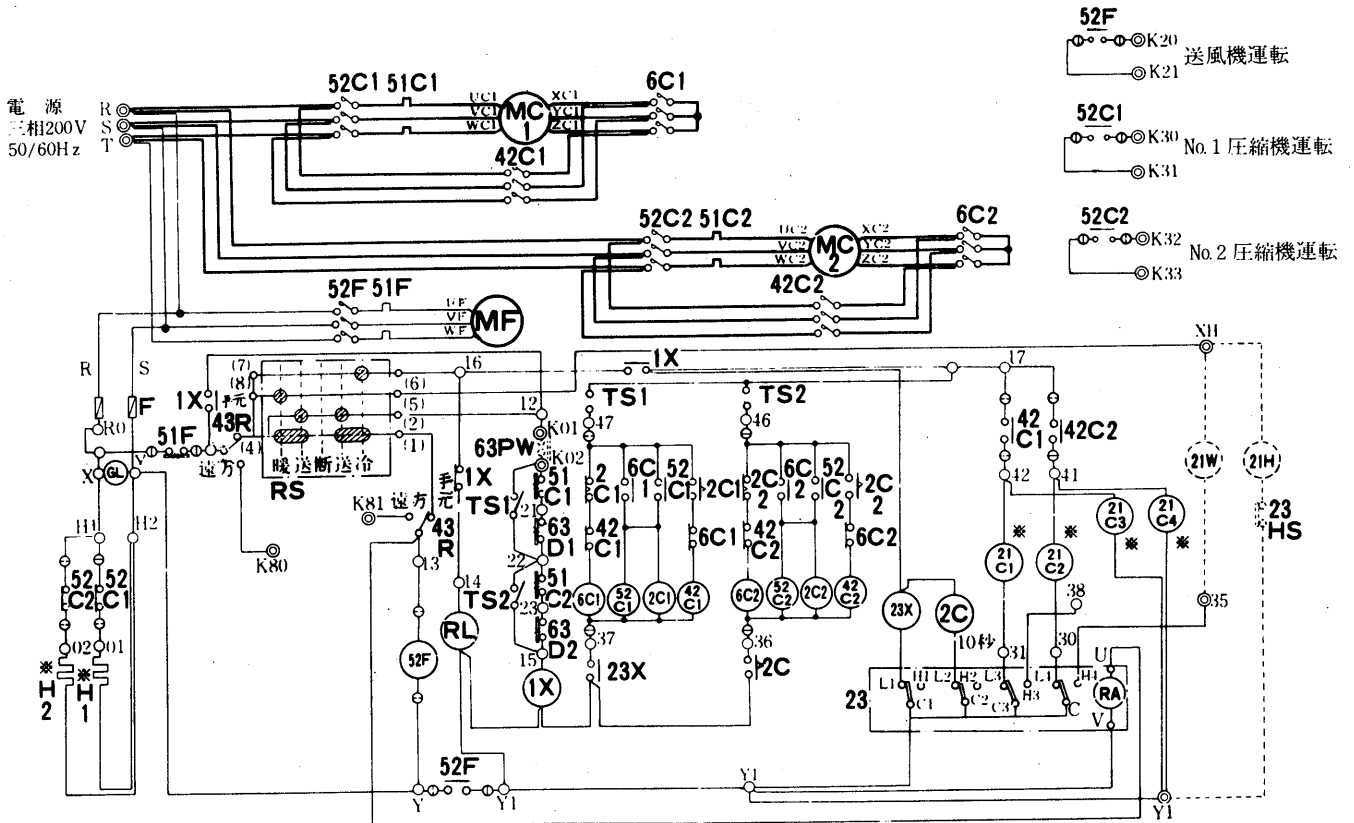 52F
K20
送風機運転
K21
52C1
K30
No.1 圧縮機運転
K31
52C2
K32
No.2 圧縮機運転
K33
電 源
三相200V
50/60Hz
R
S
T
52C1 51C1
UC1
VC1
WC1
MC
1
XC1
YC1
ZC1
6C1
42C1
52C2 51C2
UC2
VC2
WC2
MC
2
XC2
YC2
ZC2
6C2
42C2
52F 51F
UF
VF
WF
MF
R
S
F
R0
51F
1X
手元
43R
遠方
(7)
(8)
(4)
(6)
(5)
(2)
(1)
暖 送 断 送 冷
RS
K80
K81 遠方
手元
43
R
13
52F
16
1X
14
RL
12
K01
63PW
K02
TS1
51
C1
21
63
D1
22
TS2
51
C2
23
63
D2
15
1X
1X
TS1
47
2
C1
6C
1
52
C1
2C1
42
C1
6C1
6C1
52
C1
2C1
42
C1
37
23X
TS2
46
2C
2
6C
2
52
C
2
2C
2
42
C2
6C2
6C2
52
C2
2C2
42
C2
36
2C
17
42
C1
42C2
42
41
21
C1
※
21
C2
※
21
C3
※
21
C4
※
38
31
30
23X
2C
10秒
23
L1
H1
L2
H2
L3
H3
L4
H4
C1
C2
C3
C
U
RA
V
XH
21W
21H
23
HS
35
X
GL
V
H1
H2
52
C2
52
C1
02
01
※
H
2
※
H
1
52F
Y
Y1
Y1
Y1